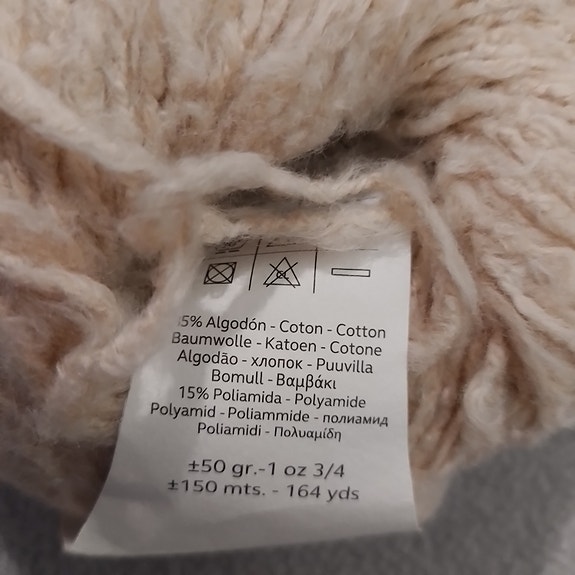 CL
5% Algodón - Coton - Cotton
Baumwolle - Katoen - Cotone
Algodão - хлопок - Puuvilla
Bomull - Βαμβάκι
15% Poliamida - Polyamide
Polyamid - Poliammide - полиамид
Poliamidi - Πολυαμίδη
±50 gr.-1 oz 3/4
±150 mts. - 164 yds